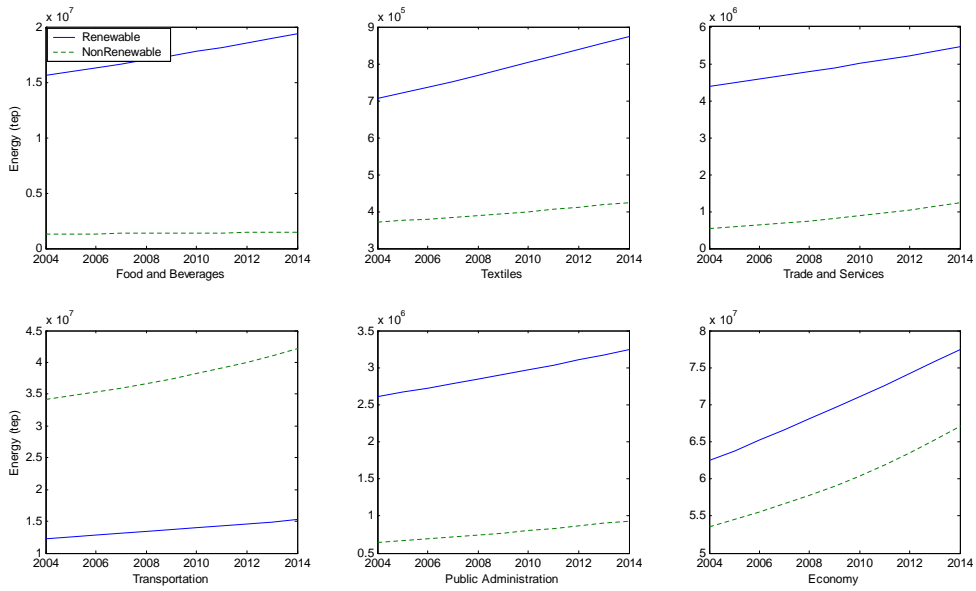 x 10^7
2
1.5
1
0.5
0
Energy (tep)
Renewable
NonRenewable
2004 2006 2008 2010 2012 2014
Food and Beverages
x 10^5
9
8
7
6
5
4
3
2004 2006 2008 2010 2012 2014
Textiles
x 10^6
6
5
4
3
2
1
0
2004 2006 2008 2010 2012 2014
Trade and Services
x 10^7
4.5
4
3.5
3
2.5
2
1.5
1
Energy (tep)
2004 2006 2008 2010 2012 2014
Transportation
x 10^6
3.5
3
2.5
2
1.5
1
0.5
2004 2006 2008 2010 2012 2014
Public Administration
x 10^7
8
7.5
7
6.5
6
5.5
5
2004 2006 2008 2010 2012 2014
Economy